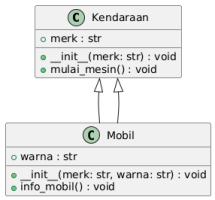 C Kendaraan
merk : str
__init__(merk: str) : void
mulai_mesin() : void
C Mobil
warna : str
__init__(merk: str, warna: str) : void
info_mobil() : void